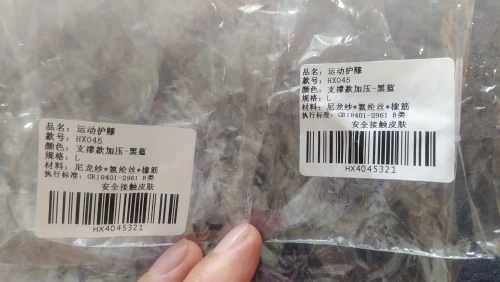 品名：运动护膝
款号：HX045
颜色：支撑款加压-黑蓝
规格：L
材料：尼龙纱*氨纶丝*橡筋
执行标准：GB18401-2961 B类
安全接触皮肤
HX4045321
品名：运动护膝
款号：HX045
颜色：支撑款加压-黑蓝
规格：L
材料：尼龙纱*氨纶丝*橡筋
执行标准：GB18401-2961 B类
安全接触皮肤
HX4045321